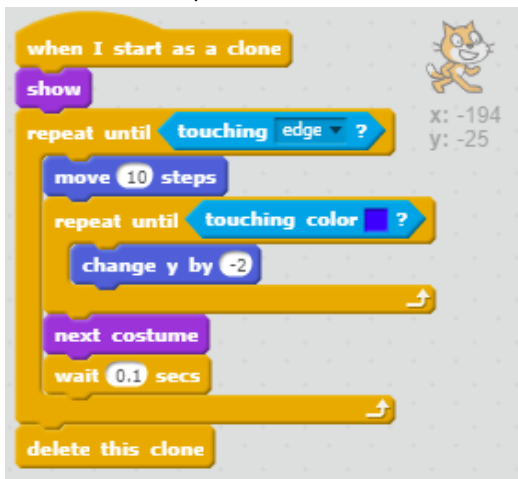 when I start as a clone
show
x: -194
repeat until touching edge ?
y: -25
move 10 steps
repeat until touching color ?
change y by -2
next costume
wait 0.1 secs
delete this clone